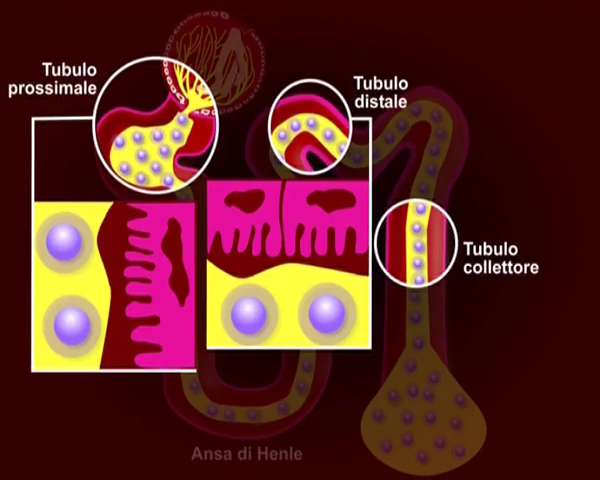 Tubulo
prossimale
Tubulo
distale
Tubulo
collettore
Ansa di Henle